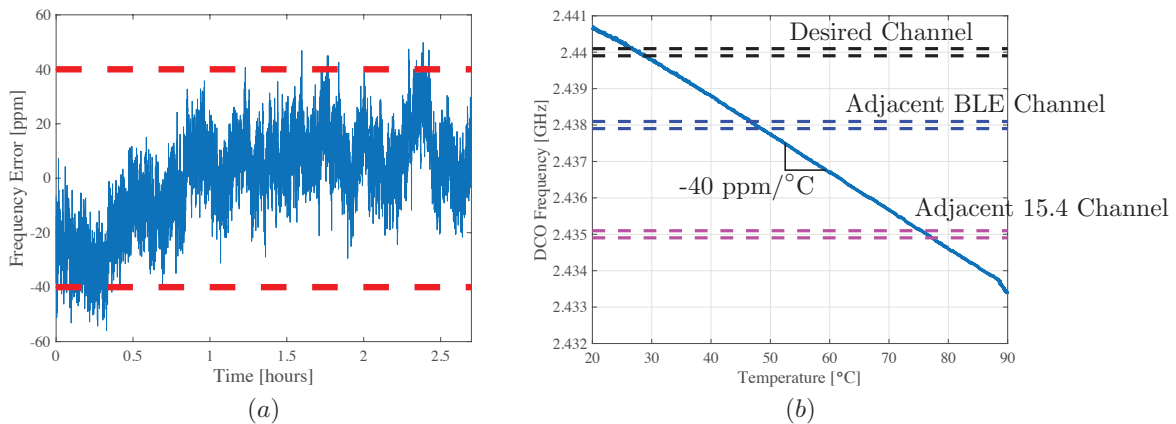 60
40
20
0
-20
-40
-60
Frequency Error [ppm]
0 0.5 1 1.5 2 2.5
Time [hours]
(a)
2.441
2.44
2.439
2.438
2.437
2.436
2.435
2.434
2.433
2.432
DCO Frequency [GHz]
Desired Channel
Adjacent BLE Channel
-40 ppm/°C
Adjacent 15.4 Channel
20 30 40 50 60 70 80 90
Temperature [°C]
(b)